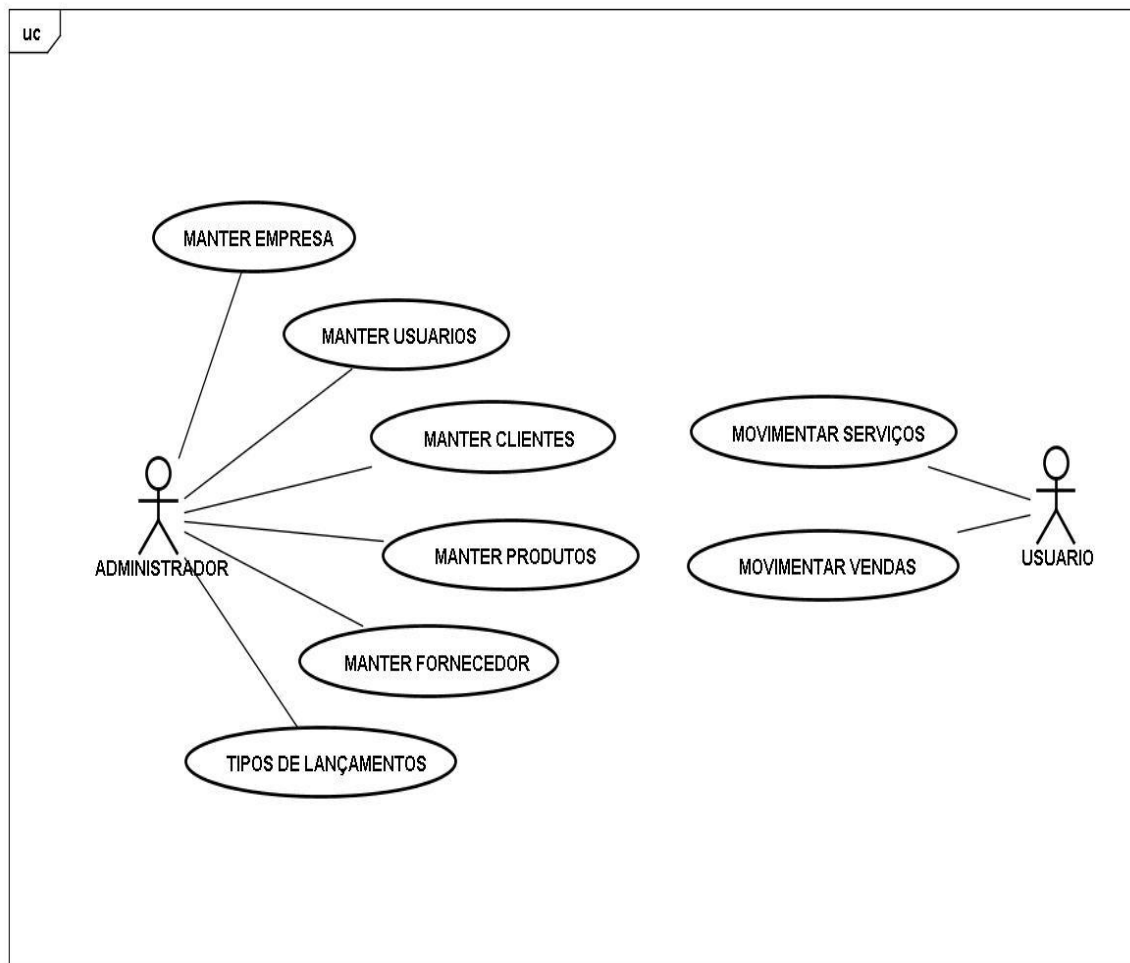 uc
MANTER EMPRESA
MANTER USUARIOS
MANTER CLIENTES
MOVIMENTAR SERVIÇOS
MANTER PRODUTOS
MOVIMENTAR VENDAS
ADMINISTRADOR
USUARIO
MANTER FORNECEDOR
TIPOS DE LANÇAMENTOS